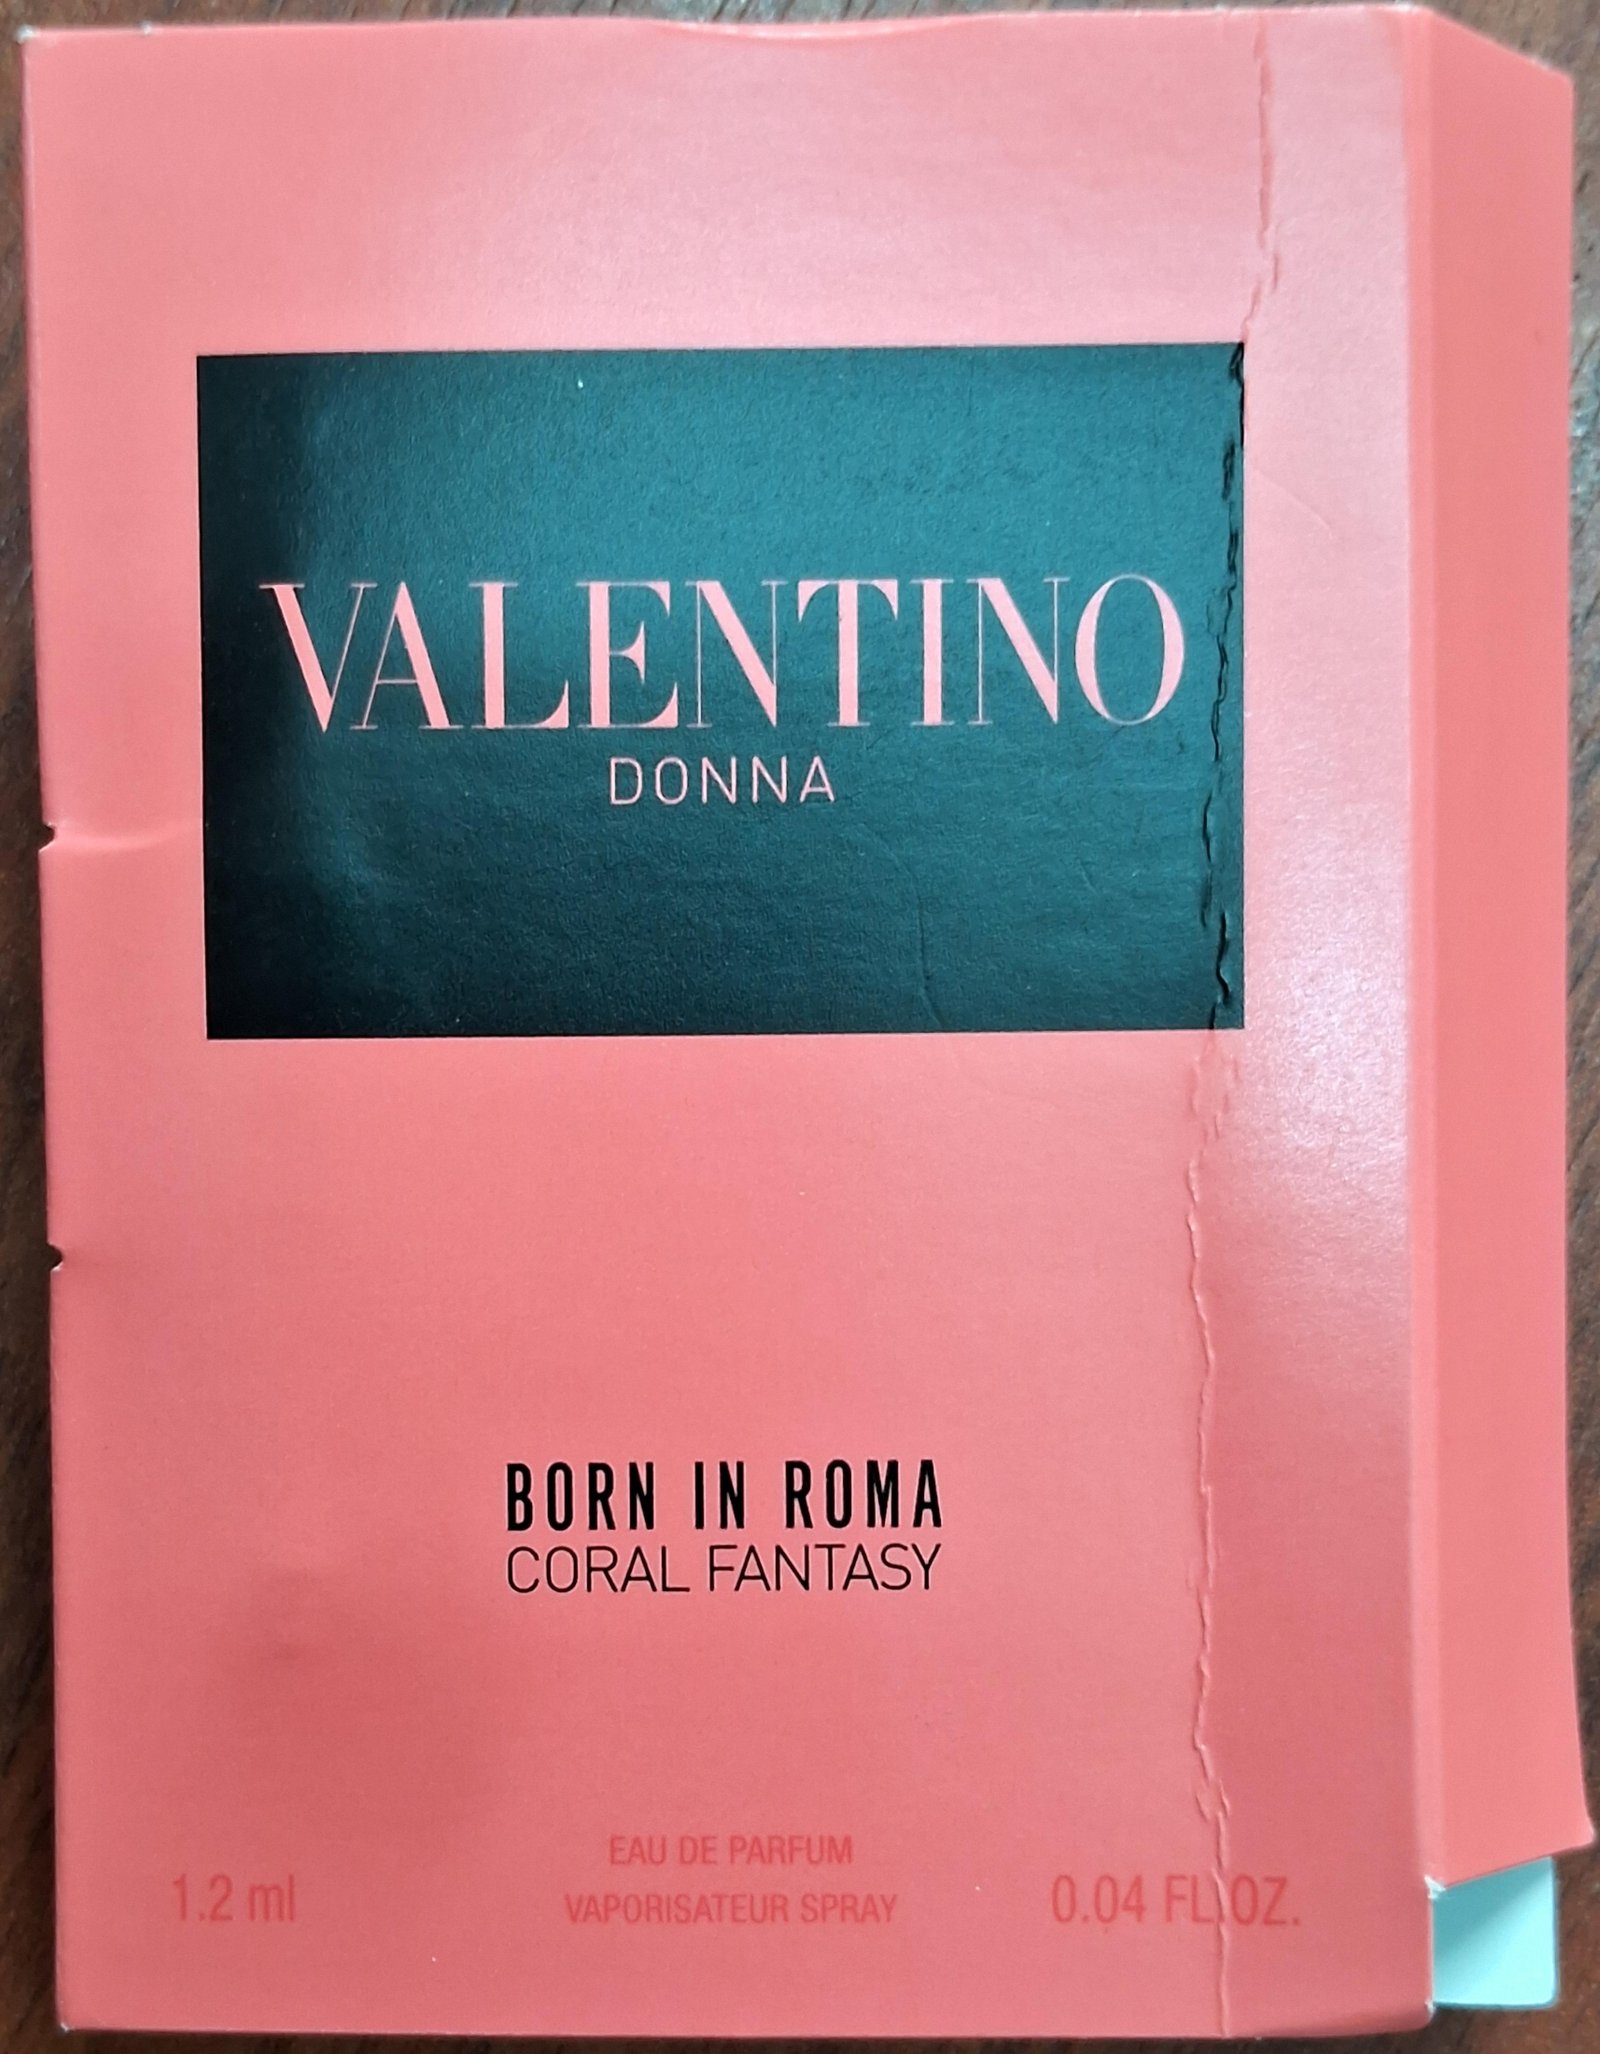 VALENTINO
DONNA
BORN IN ROMA
CORAL FANTASY
EAU DE PARFUM
1.2 ml VAPORISATEUR SPRAY 0.04 FL.OZ.